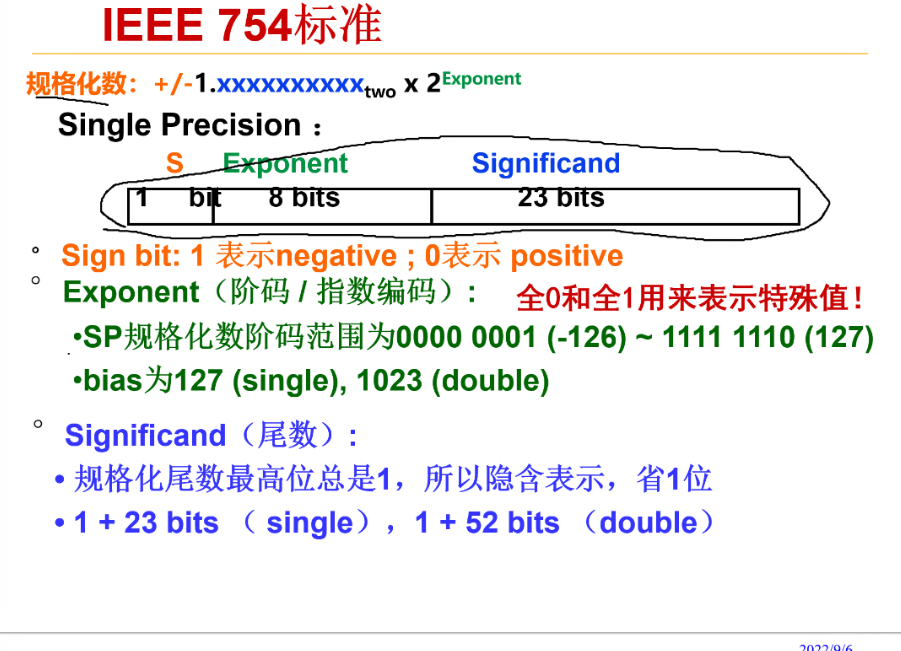 IEEE 754标准
规格化数：+/-1.xxxxxxxxxx two x 2 Exponent
Single Precision ：
S Exponent Significand
1 bit 8 bits 23 bits
Sign bit: 1 表示negative ; 0表示 positive
Exponent（阶码 / 指数编码）: 全0和全1用来表示特殊值！
•SP规格化数阶码范围为0000 0001 (-126) ~ 1111 1110 (127)
•bias为127 (single), 1023 (double)
Significand（尾数）:
• 规格化尾数最高位总是1，所以隐含表示，省1位
• 1 + 23 bits （ single），1 + 52 bits （double）
2022/9/6